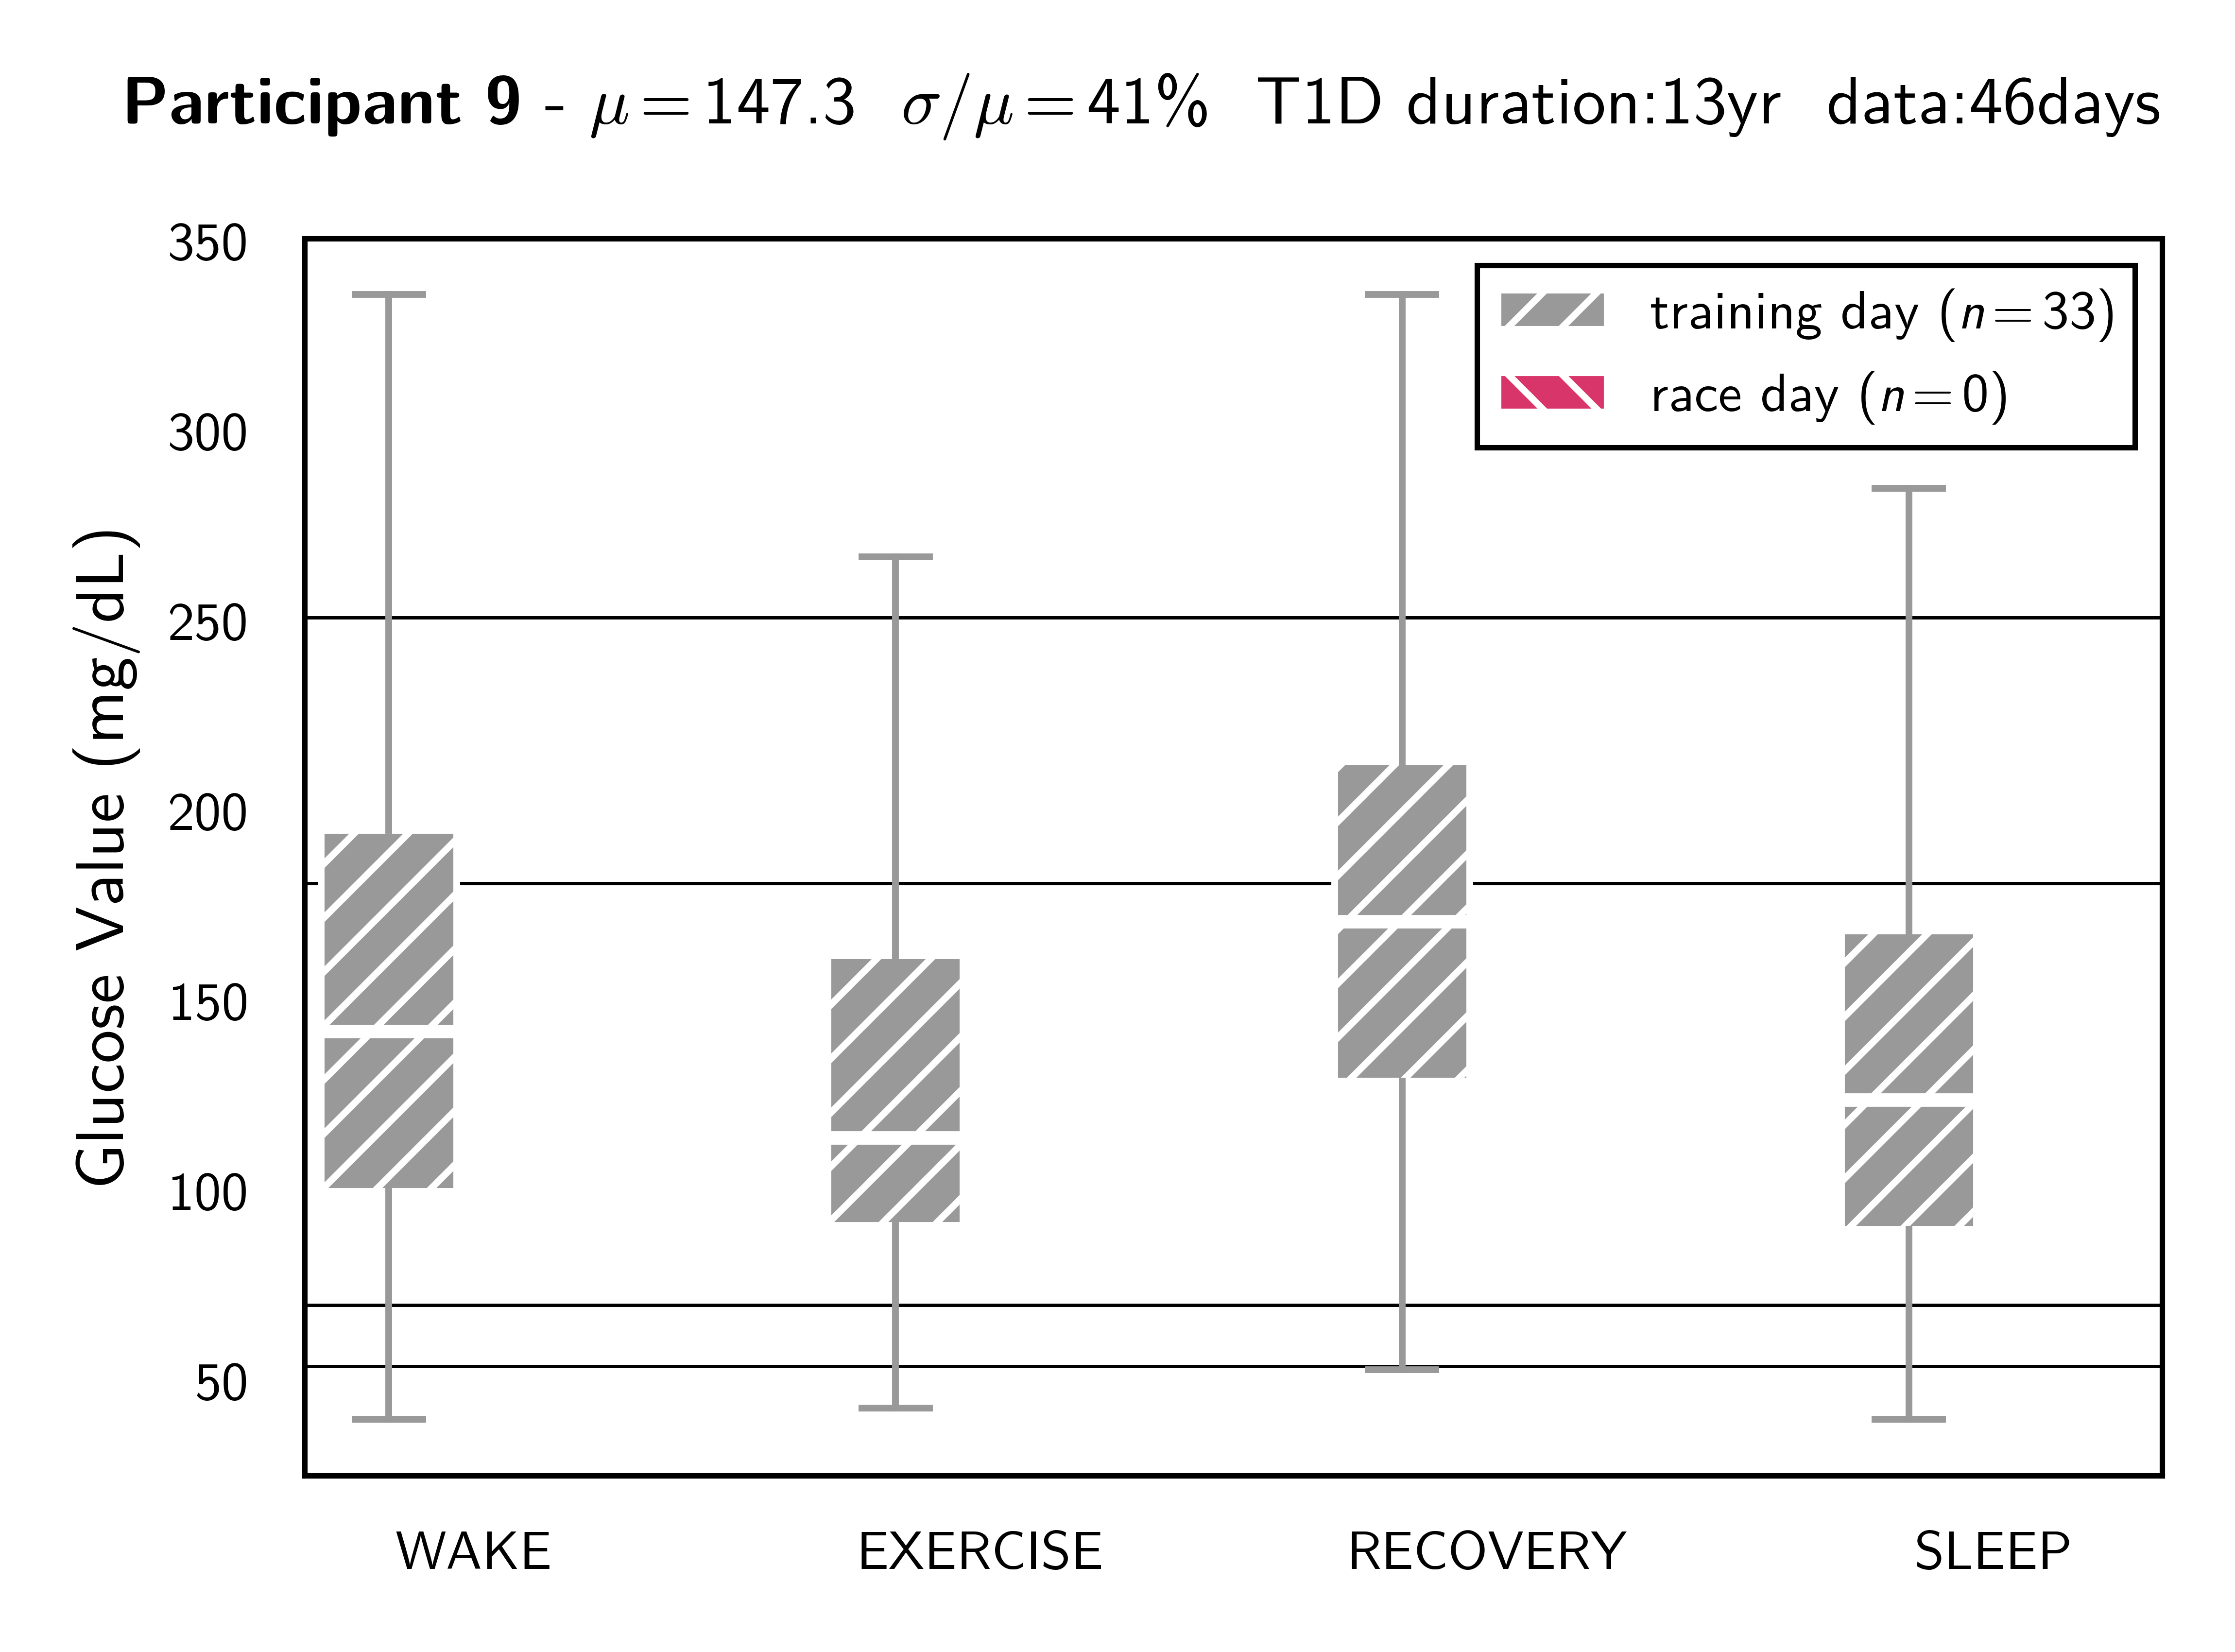 Participant 9 - μ=147.3 σ/μ=41% T1D duration:13yr data:46days
350
300
250
200
150
100
50
Glucose Value (mg/dL)
training day (n=33)
race day (n=0)
WAKE EXERCISE RECOVERY SLEEP